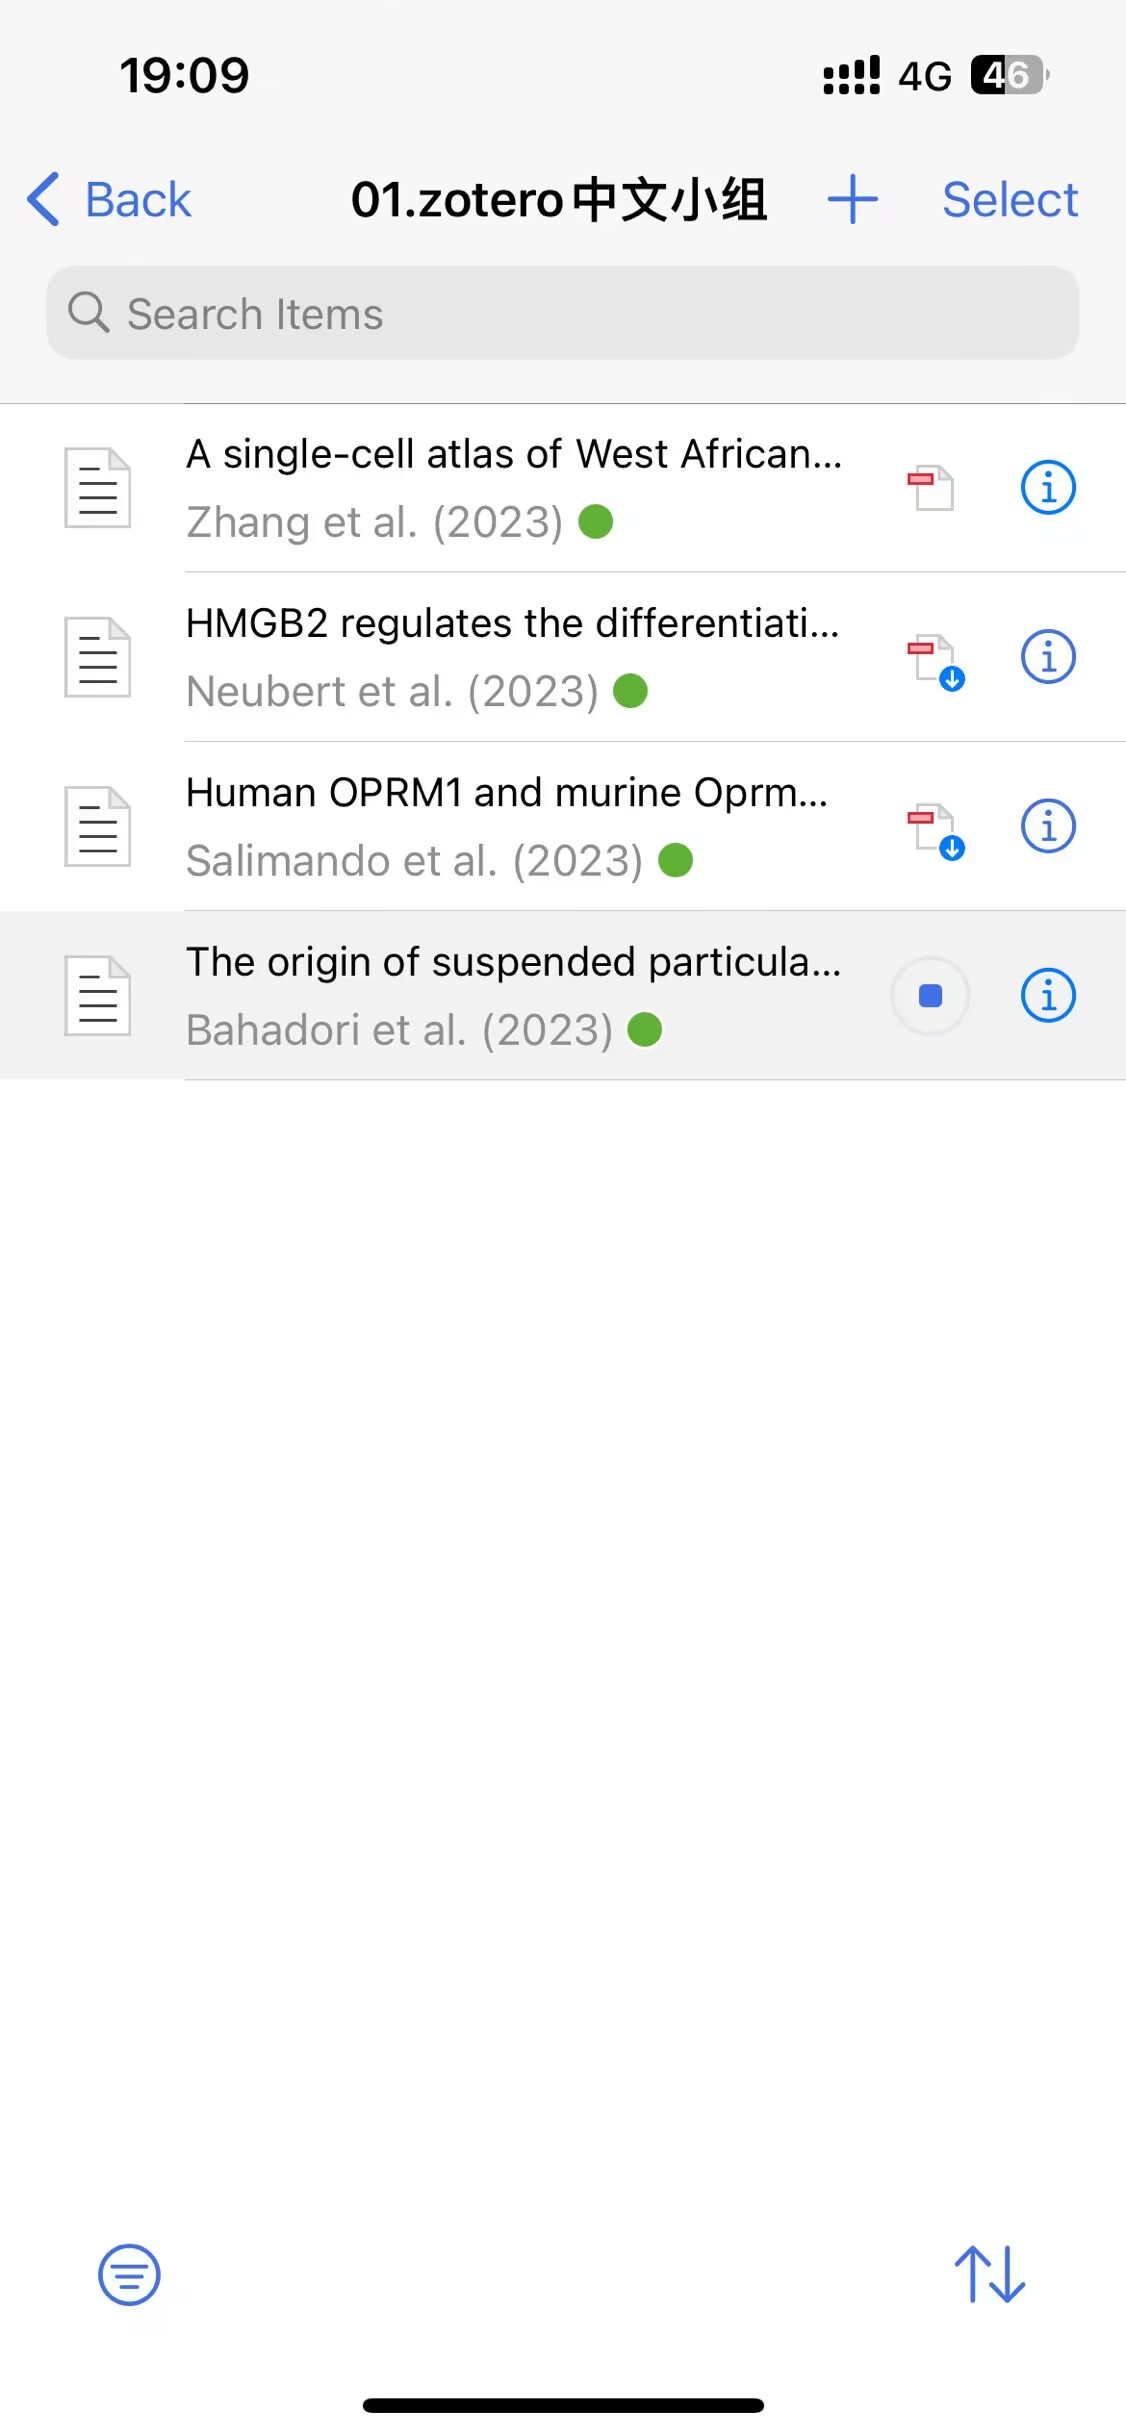 19:09
4G 46
Back 01.zotero中文小组 Select
Search Items
A single-cell atlas of West African...
Zhang et al. (2023)
HMGB2 regulates the differentiati...
Neubert et al. (2023)
Human OPRM1 and murine Oprm...
Salimando et al. (2023)
The origin of suspended particula...
Bahadori et al. (2023)